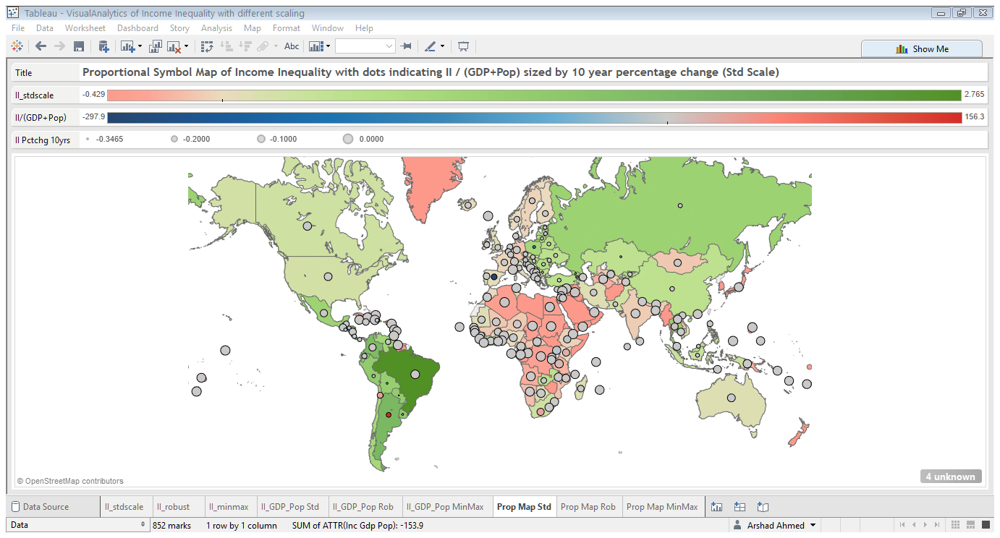 Tableau - VisualAnalytics of Income Inequality with different scaling
File Data Worksheet Dashboard Story Analysis Map Format Window Help
Abc
Show Me
Title Proportional Symbol Map of Income Inequality with dots indicating II / (GDP+Pop) sized by 10 year percentage change (Std Scale)
II_stdscale -0.429 2.765
II/(GDP+Pop) -297.9 156.3
II Pctchg 10yrs -0.3465 -0.2000 -0.1000 0.0000
© OpenStreetMap contributors
4 unknown
Data Source II_stdscale II_robust II_minmax II_GDP_Pop Std II_GDP_Pop Rob II_GDP_Pop MinMax Prop Map Std Prop Map Rob Prop Map MinMax
Data 852 marks 1 row by 1 column SUM of ATTR(Inc Gdp Pop): -153.9 Arshad Ahmed